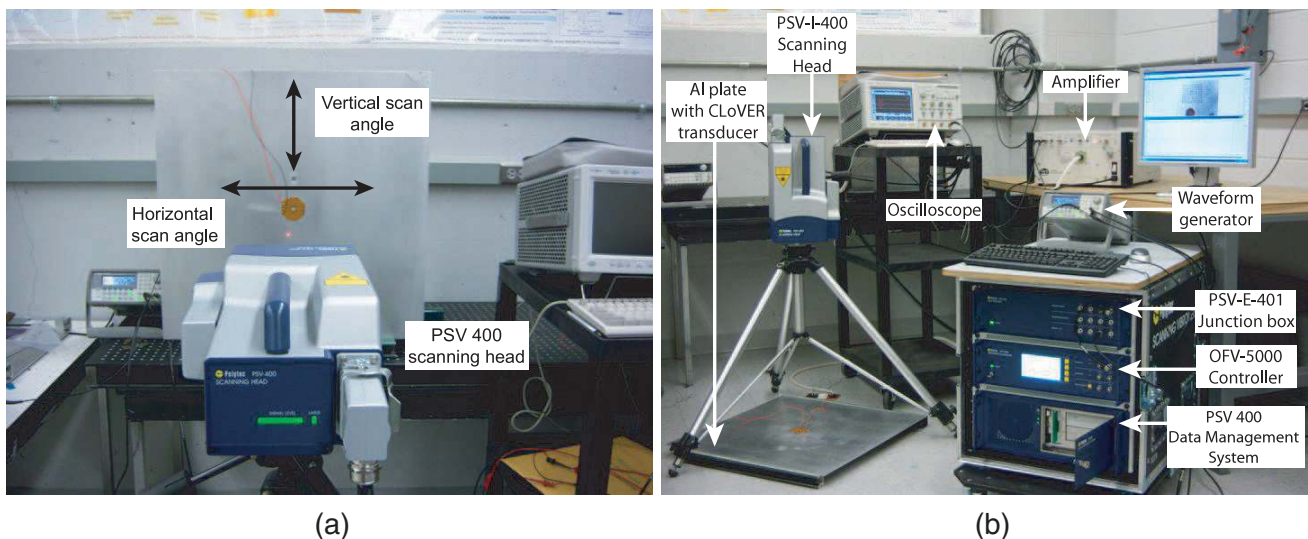 Vertical scan
angle
Horizontal
scan angle
PSV 400
scanning head
Polytec PSV-400
SCANNING HEAD
(a)
PSV-I-400
Scanning
Head
Al plate
with CLoVER
transducer
Amplifier
Oscilloscope
Waveform
generator
PSV-E-401
Junction box
OFV-5000
Controller
PSV 400
Data Management
System
(b)